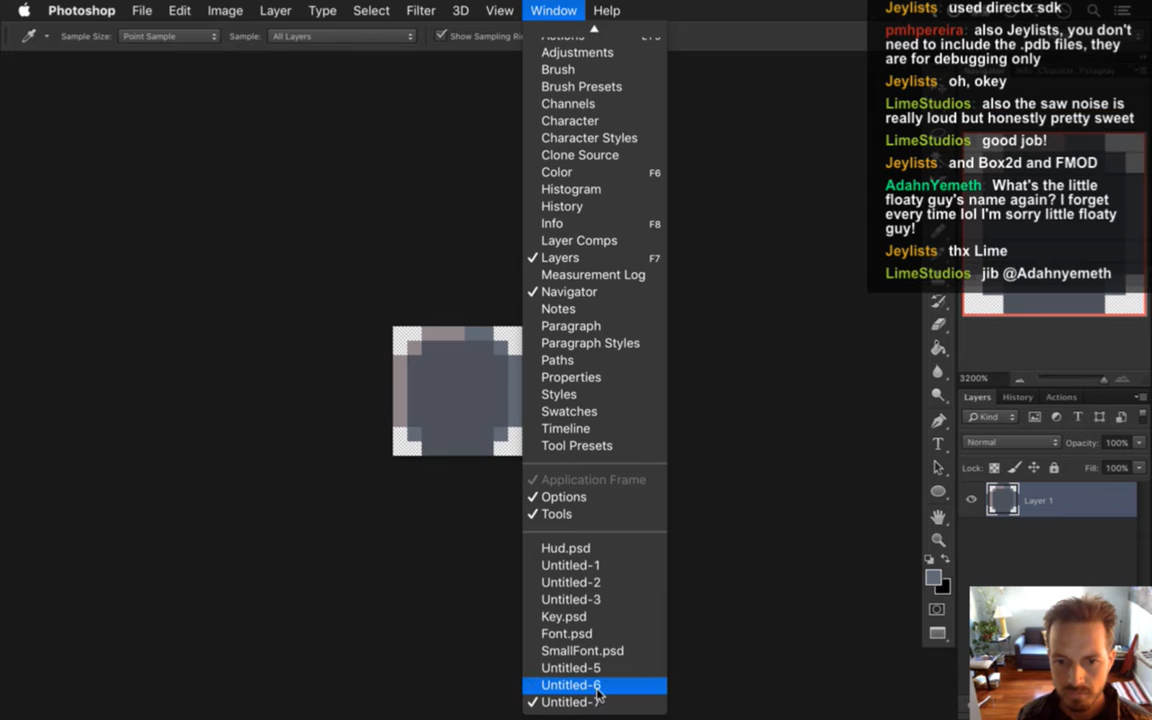 Photoshop File Edit Image Layer Type Select Filter 3D View Window Help
Sample Size: Point Sample Sample: All Layers Show Sampling Ri
Adjustments
Brush
Brush Presets
Channels
Character
Character Styles
Clone Source
Color F6
Histogram
History
Info F8
Layer Comps
Layers F7
Measurement Log
Navigator
Notes
Paragraph
Paragraph Styles
Paths
Properties
Styles
Swatches
Timeline
Tool Presets
Application Frame
Options
Tools
Hud.psd
Untitled-1
Untitled-2
Untitled-3
Key.psd
Font.psd
SmallFont.psd
Untitled-5
Untitled-6
Untitled-7
Jeylists: used directx sdk
pmhpereira: also Jeylists, you don't
need to include the .pdb files, they
are for debugging only
Jeylists: oh, okey
LimeStudios: also the saw noise is
really loud but honestly pretty sweet
LimeStudios: good job!
Jeylists: and Box2d and FMOD
AdahnYemeth: What's the little
floaty guy's name again? I forget
every time lol I'm sorry little floaty
guy!
Jeylists: thx Lime
LimeStudios: jib @Adahnyemeth
3200%
Layers History Actions
Kind
Normal Opacity: 100%
Lock: Fill: 100%
Layer 1